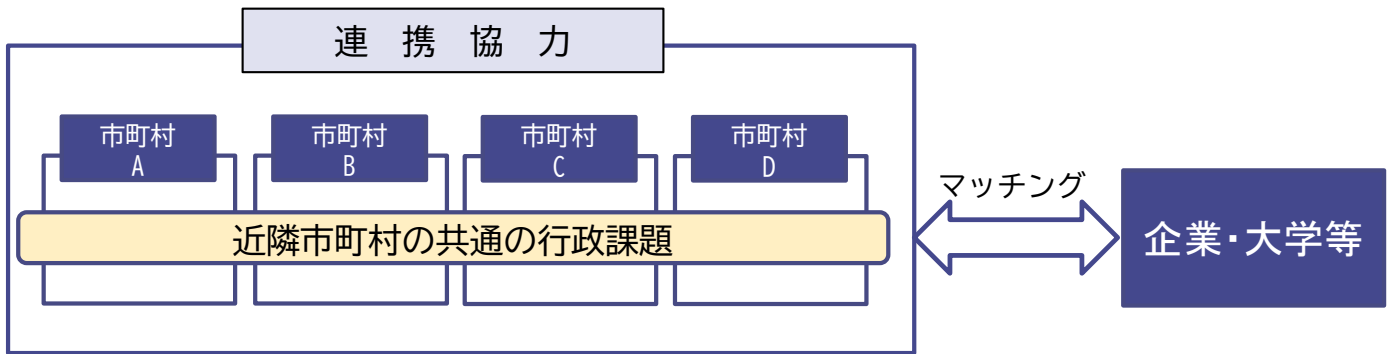 連 携 協 力
市町村
A
市町村
B
市町村
C
市町村
D
近隣市町村の共通の行政課題
マッチング
企業・大学等